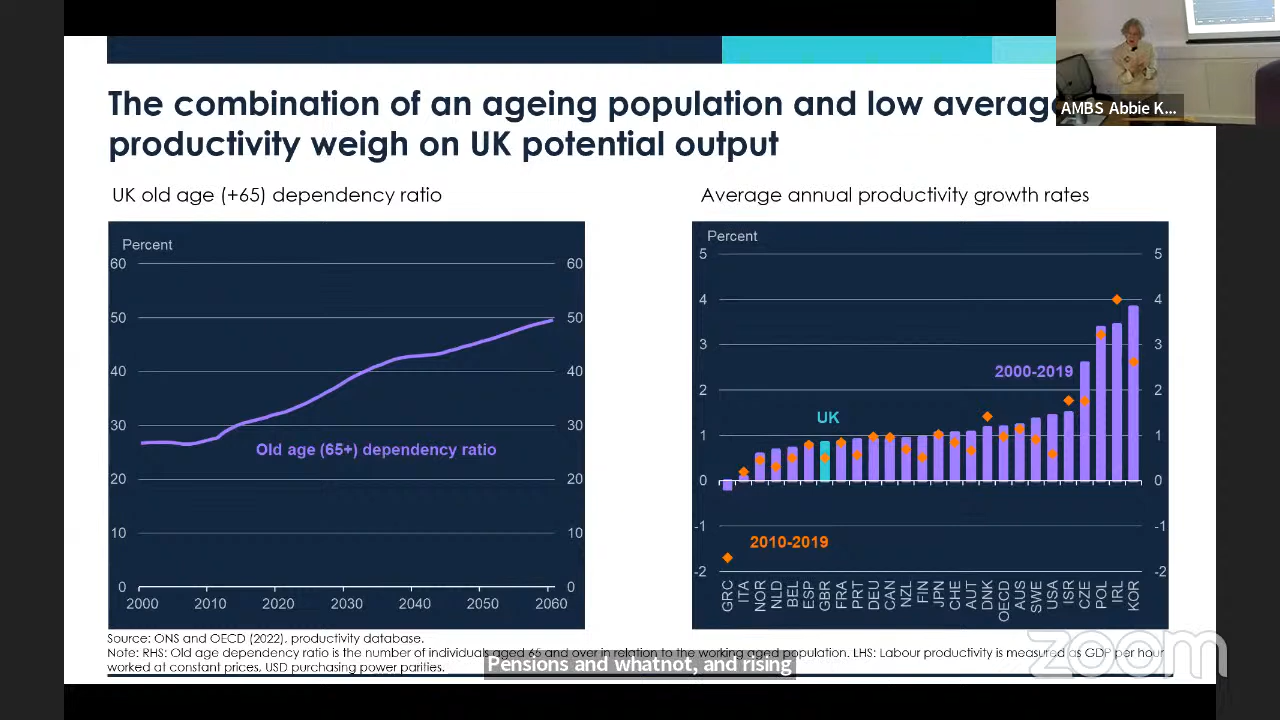 The combination of an ageing population and low average
productivity weigh on UK potential output
AMBS Abbie K...
UK old age (+65) dependency ratio
Percent
60 60
50 50
40 40
30 30
Old age (65+) dependency ratio
20 20
10 10
0 0
2000 2010 2020 2030 2040 2050 2060
Average annual productivity growth rates
Percent
5 5
4 4
3 3
2000-2019
2 2
UK
1 1
0 0
-1 -1
2010-2019
-2 -2
GRC ITA NOR NLD BEL ESP GBR FRA PRT DEU CAN NZL FIN JPN CHE AUT DNK OECD AUS SWE USA ISR CZE POL IRL KOR
Source: ONS and OECD (2022), productivity database.
Note: RHS: Old age dependency ratio is the number of individuals aged 65 and over in relation to the working aged population. LHS: Labour productivity is measured as GDP per hour
worked at constant prices, USD purchasing power parities.
Pensions and whatnot, and rising
zoom